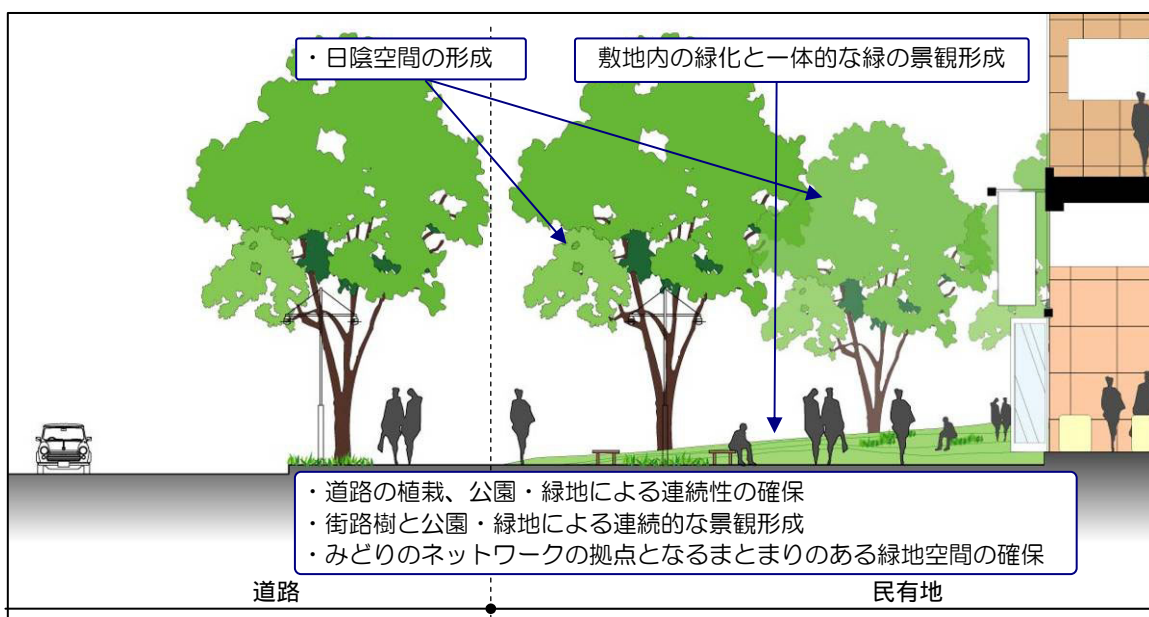 ・日陰空間の形成
敷地内の緑化と一体的な緑の景観形成
・道路の植栽、公園・緑地による連続性の確保
・街路樹と公園・緑地による連続的な景観形成
・みどりのネットワークの拠点となるまとまりのある緑地空間の確保
道路
民有地